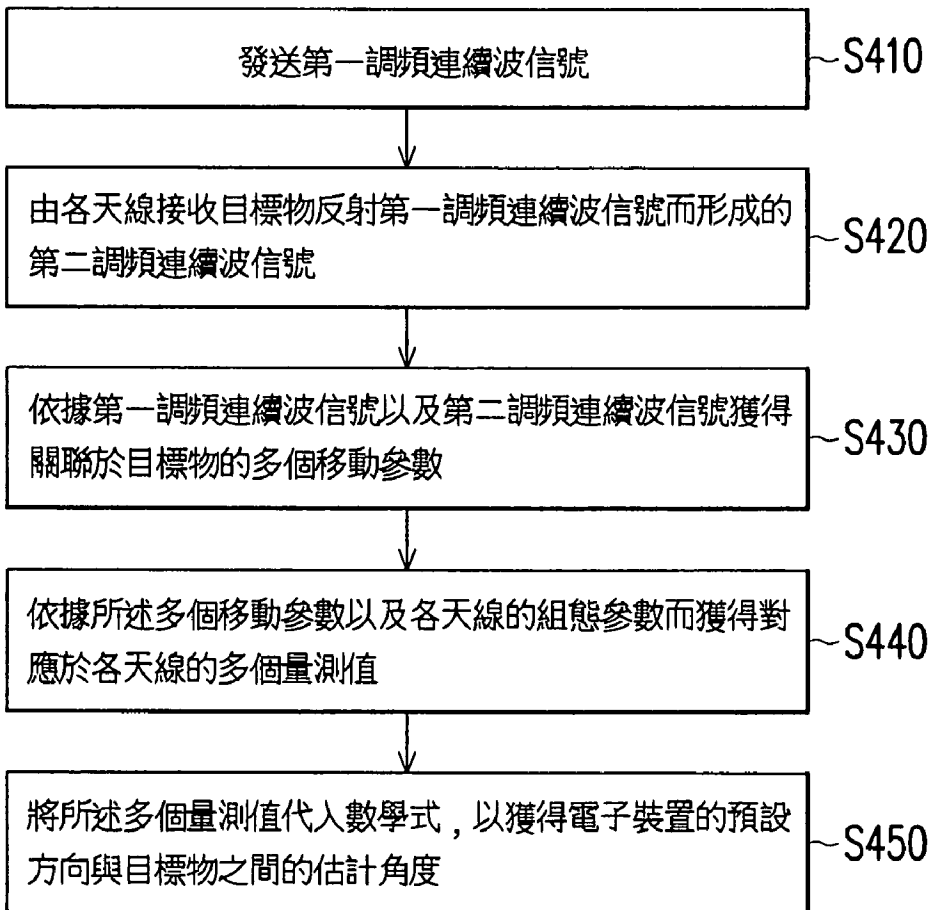 發送第一調頻連續波信號
S410
由各天線接收目標物反射第一調頻連續波信號而形成的
第二調頻連續波信號
S420
依據第一調頻連續波信號以及第二調頻連續波信號獲得
關聯於目標物的多個移動參數
S430
依據所述多個移動參數以及各天線的組態參數而獲得對
應於各天線的多個量測值
S440
將所述多個量測值代入數學式,以獲得電子裝置的預設
方向與目標物之間的估計角度
S450